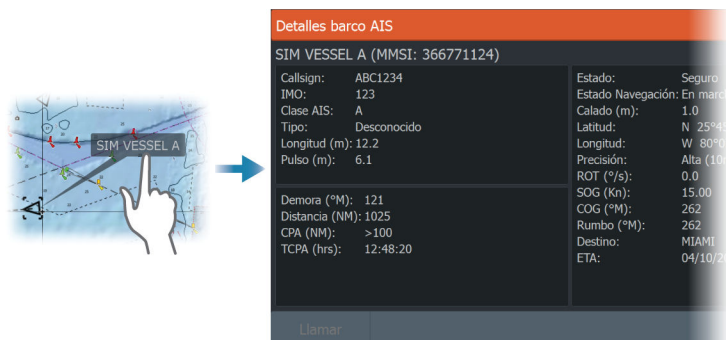 Detalles barco AIS
SIM VESSEL A (MMSI: 366771124)
SIM VESSEL A
Callsign: ABC1234
IMO: 123
Clase AIS: A
Tipo: Desconocido
Longitud (m): 12.2
Pulso (m): 6.1
Demora (°M): 121
Distancia (NM): 1025
CPA (NM): >100
TCPA (hrs): 12:48:20
Estado: Seguro
Estado Navegación: En marc
Calado (m): 1.0
Latitud: N 25°4
Longitud: W 80°0
Precisión: Alta (10
ROT (°/s): 0.0
SOG (Kn): 15.00
COG (°M): 262
Rumbo (°M): 262
Destino: MIAMI
ETA: 04/10/2
Llamar